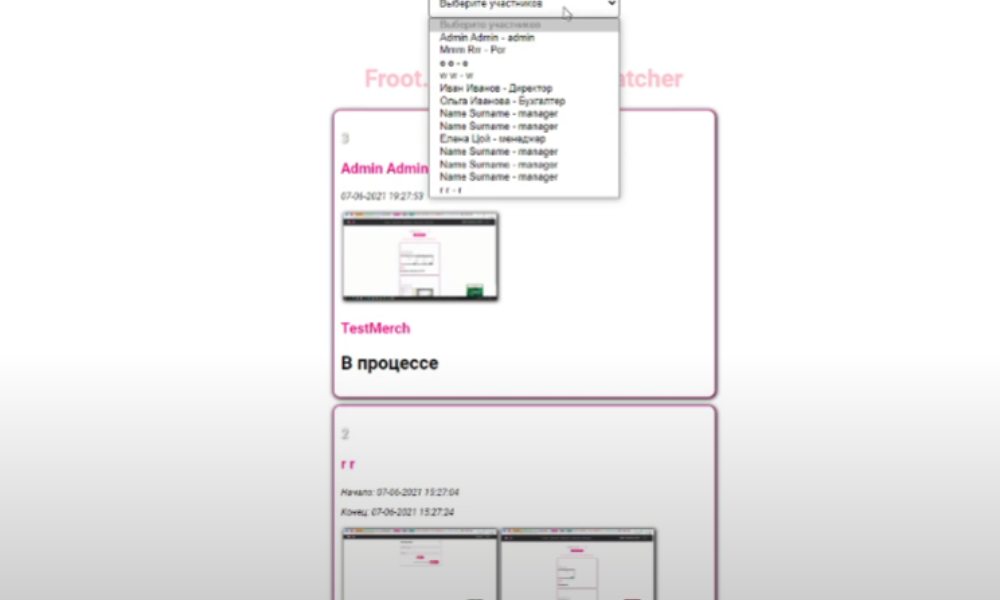 Выберите участников
Выберите участников
Admin Admin - admin
Mmm Rrr - Por
e e - e
w w - w
Иван Иванов - Директор
Ольга Иванова - Бухгалтер
Name Surname - manager
Name Surname - manager
Елена Цой - менеджер
Name Surname - manager
Name Surname - manager
Name Surname - manager
r r - r
Froot. atcher
3
Admin Admin
07-06-2021 19:27:53
TestMerch
В процессе
2
r r
Начало: 07-06-2021 15:27:04
Конец: 07-06-2021 15:27:24